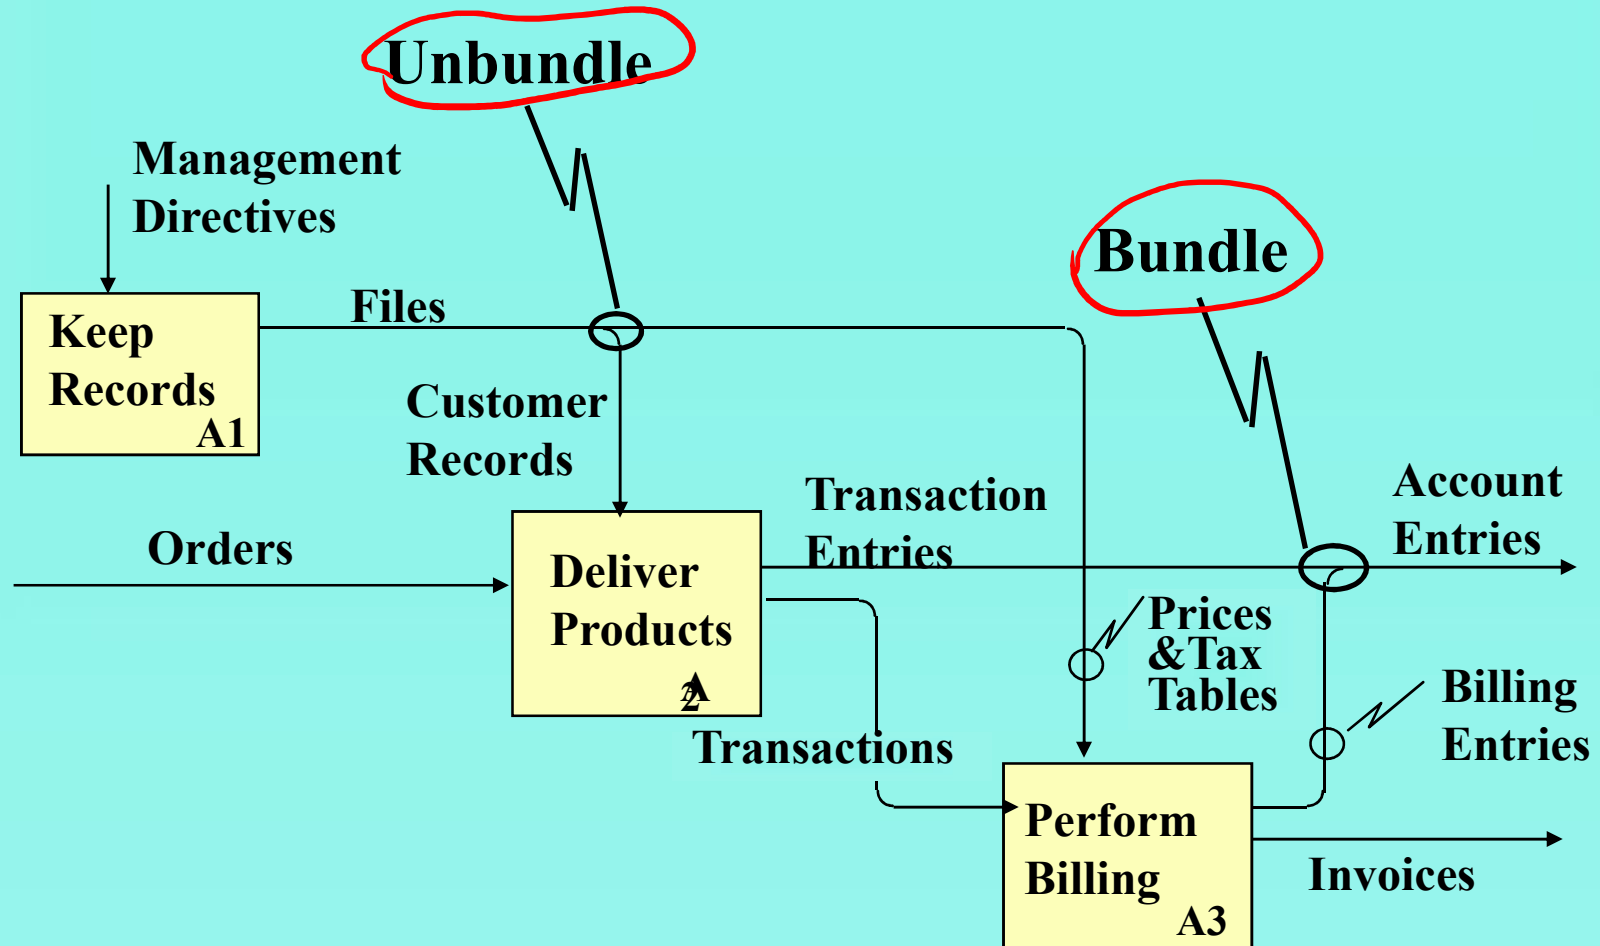 Unbundle
Management
Directives
Bundle
Files
Keep
Records
A1
Customer
Records
Transaction
Entries
Account
Entries
Orders
Deliver
Products
A
2
Prices
&Tax
Tables
Billing
Entries
Transactions
Perform
Billing
A3
Invoices